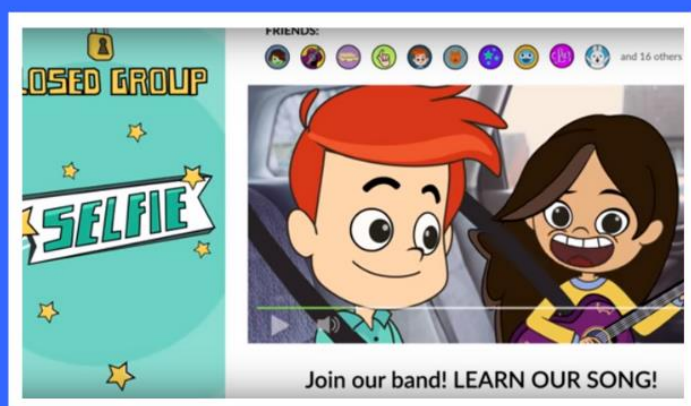 FRIENDS:
and 16 others
LOSED GROUP
SELFIE
Join our band! LEARN OUR SONG!